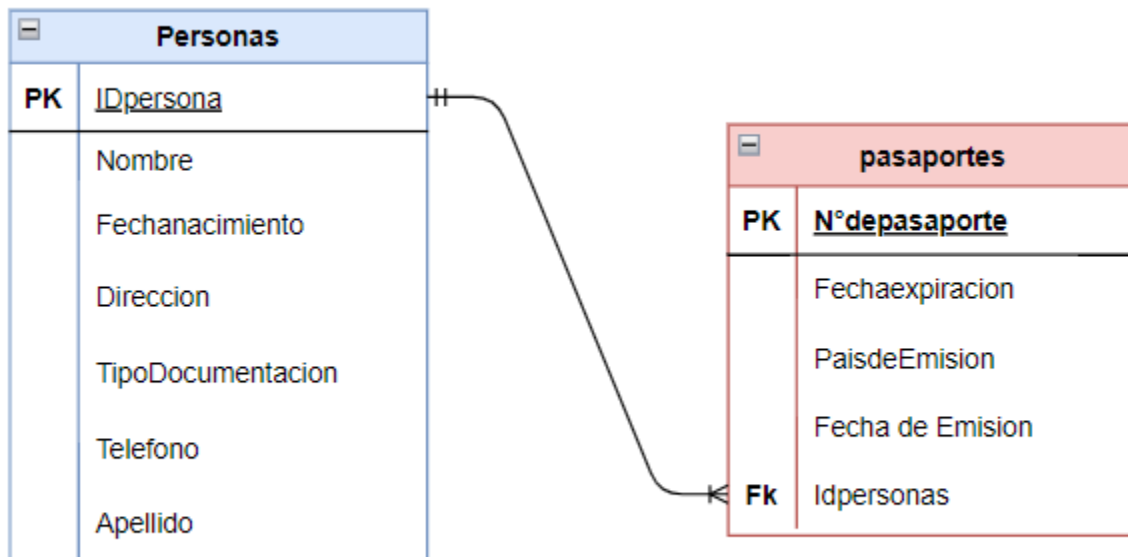 Personas
PK IDpersona
Nombre
Fechanacimiento
Direccion
TipoDocumentacion
Telefono
Apellido
pasaportes
PK N°depasaporte
Fechaexpiracion
PaisdeEmision
Fecha de Emision
Fk Idpersonas